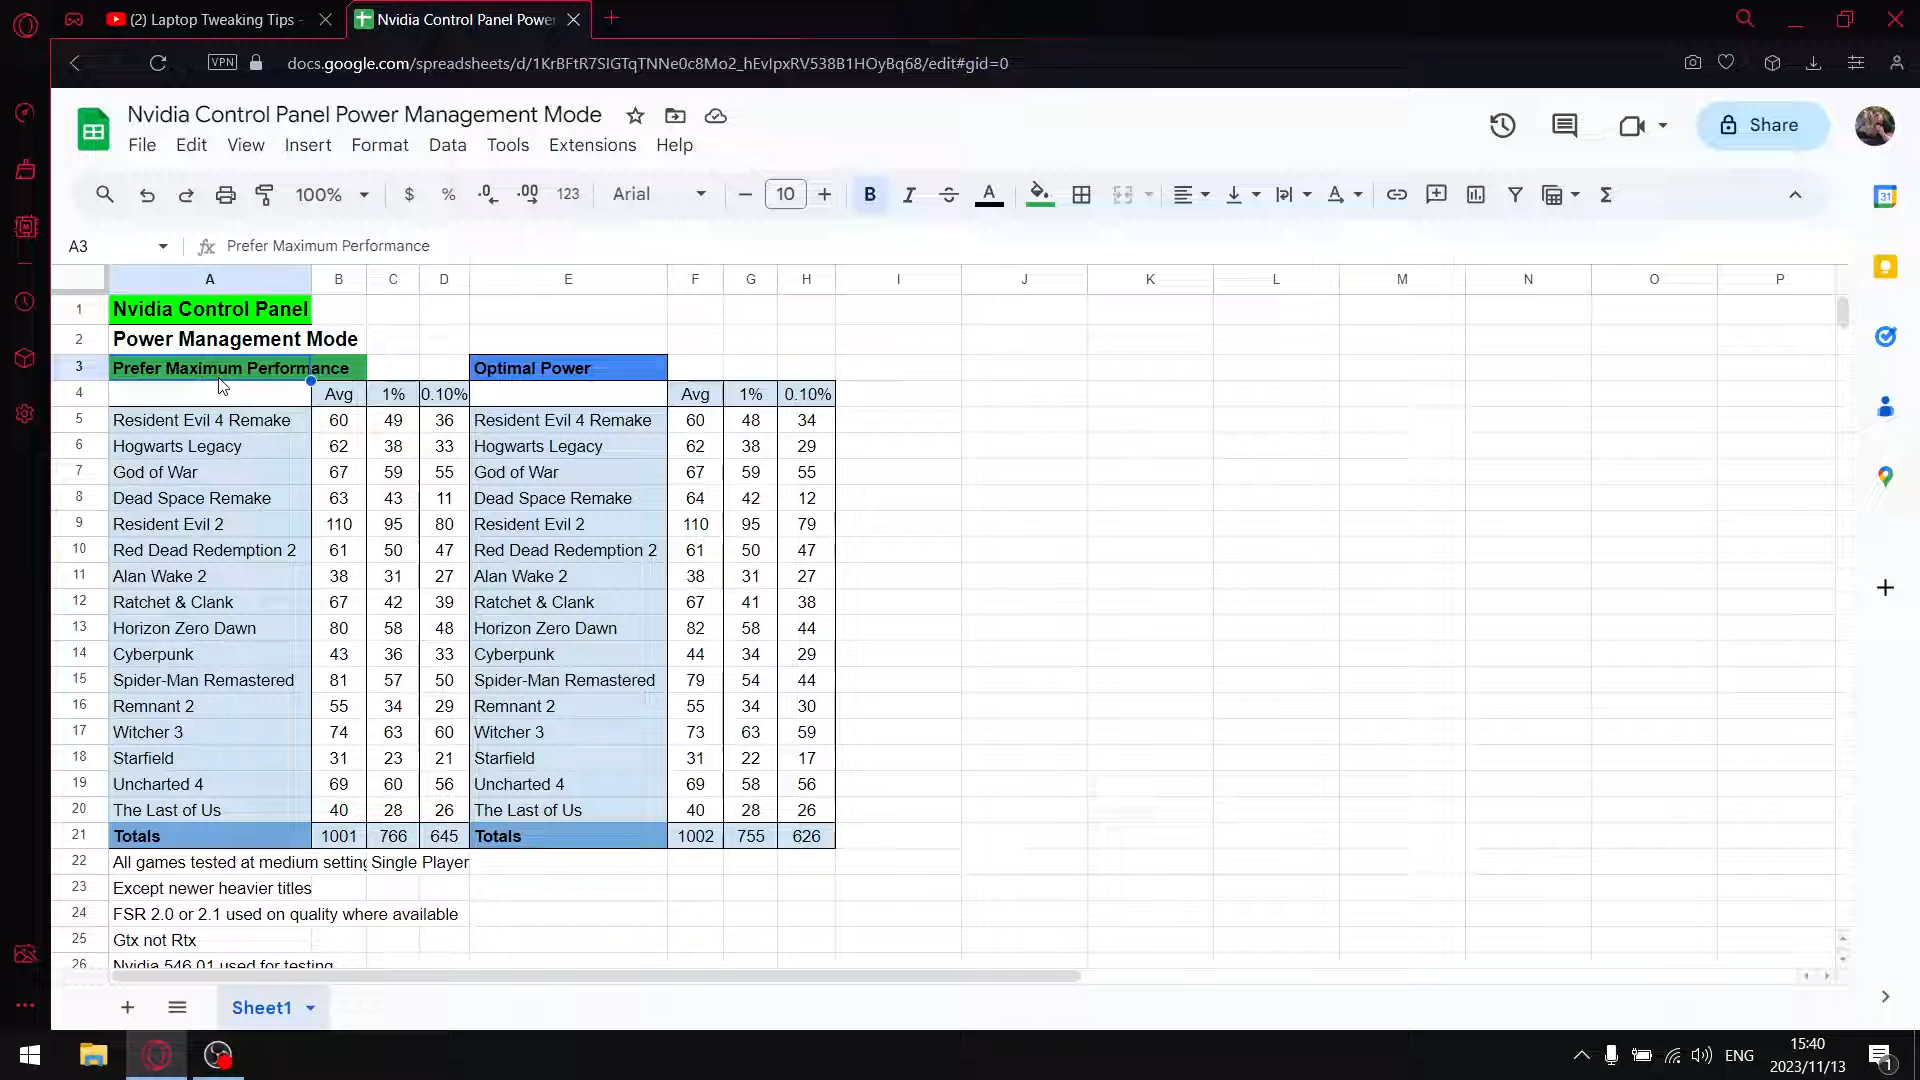 (2) Laptop Tweaking Tips -
Nvidia Control Panel Power
VPN
docs.google.com/spreadsheets/d/1KrBFtR7SlGTqTNNe0c8Mo2_hEvIpxRV538B1HOyBq68/edit#gid=0
Nvidia Control Panel Power Management Mode
File Edit View Insert Format Data Tools Extensions Help
Share
100% $ % .0 .00 123 Arial 10 B I S A
A3 fx Prefer Maximum Performance
A B C D E F G H I J K L M N O P
1 Nvidia Control Panel
2 Power Management Mode
3 Prefer Maximum Performance Optimal Power
4 Avg 1% 0.10% Avg 1% 0.10%
5 Resident Evil 4 Remake 60 49 36 Resident Evil 4 Remake 60 48 34
6 Hogwarts Legacy 62 38 33 Hogwarts Legacy 62 38 29
7 God of War 67 59 55 God of War 67 59 55
8 Dead Space Remake 63 43 11 Dead Space Remake 64 42 12
9 Resident Evil 2 110 95 80 Resident Evil 2 110 95 79
10 Red Dead Redemption 2 61 50 47 Red Dead Redemption 2 61 50 47
11 Alan Wake 2 38 31 27 Alan Wake 2 38 31 27
12 Ratchet & Clank 67 42 39 Ratchet & Clank 67 41 38
13 Horizon Zero Dawn 80 58 48 Horizon Zero Dawn 82 58 44
14 Cyberpunk 43 36 33 Cyberpunk 44 34 29
15 Spider-Man Remastered 81 57 50 Spider-Man Remastered 79 54 44
16 Remnant 2 55 34 29 Remnant 2 55 34 30
17 Witcher 3 74 63 60 Witcher 3 73 63 59
18 Starfield 31 23 21 Starfield 31 22 17
19 Uncharted 4 69 60 56 Uncharted 4 69 58 56
20 The Last of Us 40 28 26 The Last of Us 40 28 26
21 Totals 1001 766 645 Totals 1002 755 626
22 All games tested at medium setting Single Player
23 Except newer heavier titles
24 FSR 2.0 or 2.1 used on quality where available
25 Gtx not Rtx
26 Nvidia 546.01 used for testing
Sheet1
31
ENG
15:40
2023/11/13
1